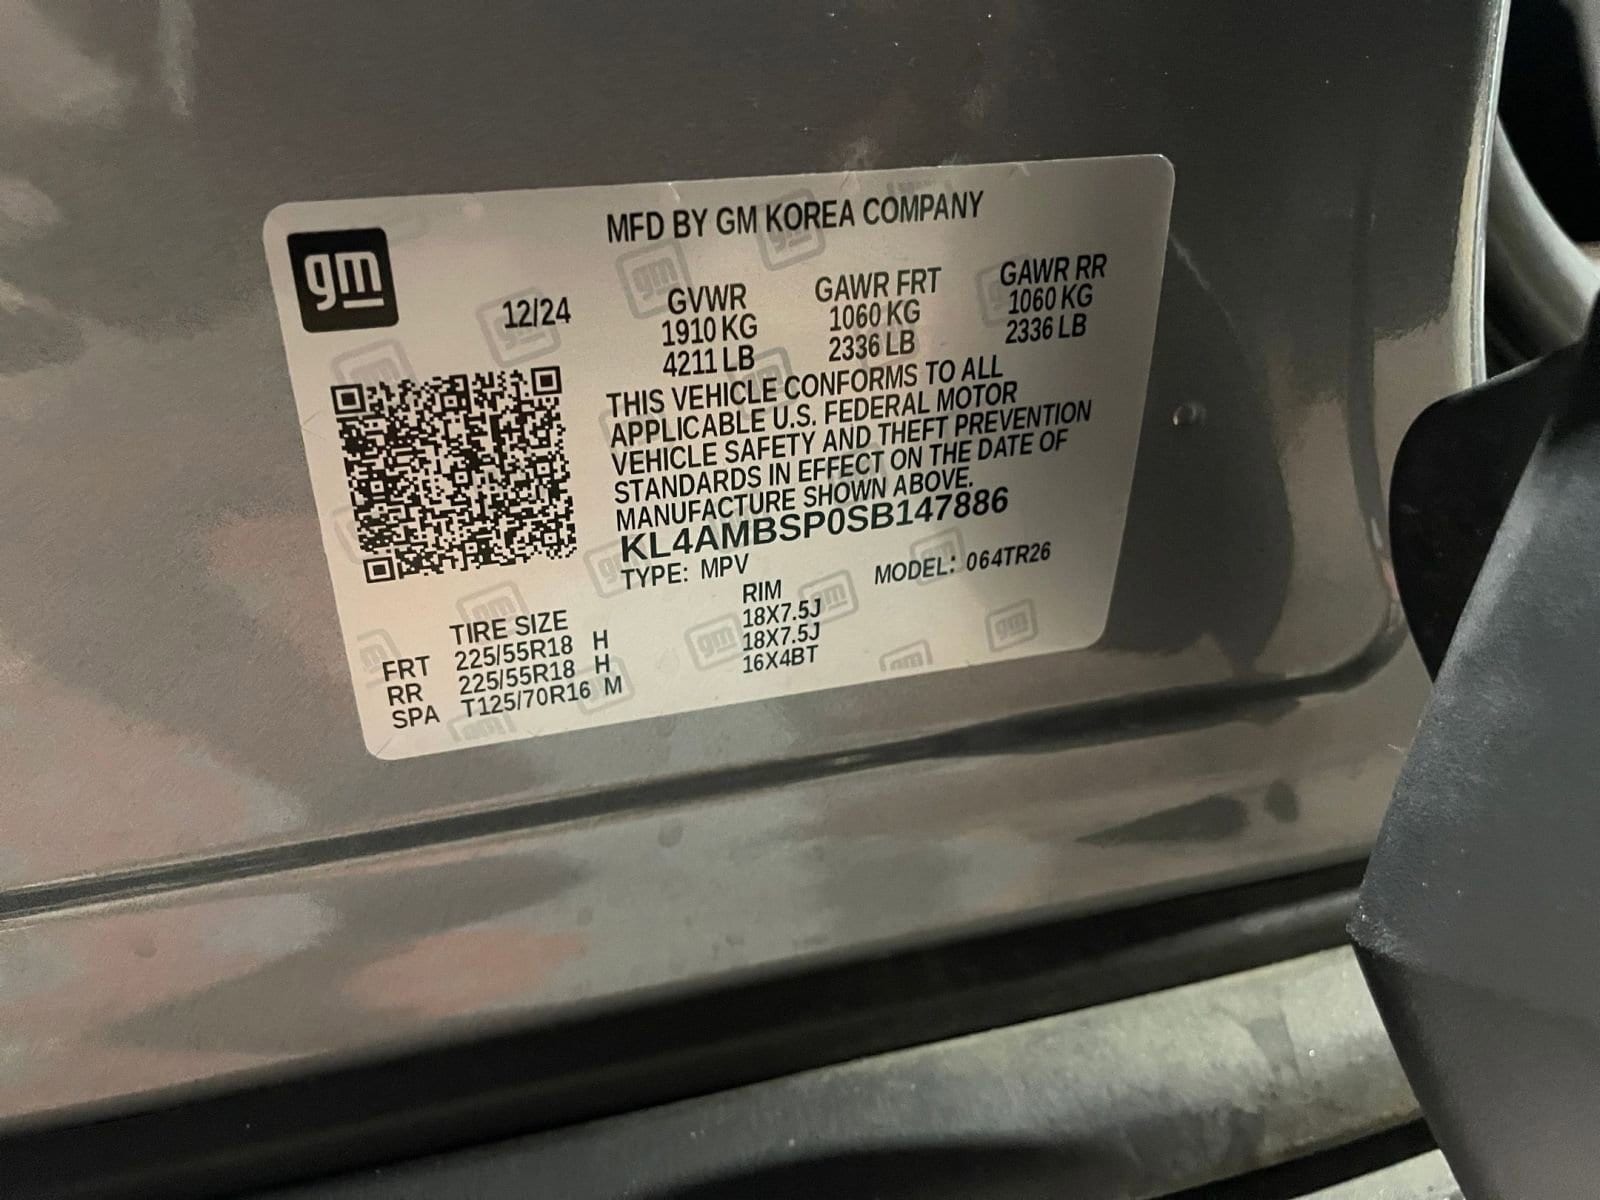 gm
MFD BY GM KOREA COMPANY
12/24
GVWR GAWR FRT GAWR RR
1910 KG 1060 KG 1060 KG
4211 LB 2336 LB 2336 LB
THIS VEHICLE CONFORMS TO ALL
APPLICABLE U.S. FEDERAL MOTOR
VEHICLE SAFETY AND THEFT PREVENTION
STANDARDS IN EFFECT ON THE DATE OF
MANUFACTURE SHOWN ABOVE.
KL4AMBSP0SB147886
TYPE: MPV MODEL: 064TR26
TIRE SIZE RIM
FRT 225/55R18 H 18X7.5J
RR 225/55R18 H 18X7.5J
SPA T125/70R16 M 16X4BT